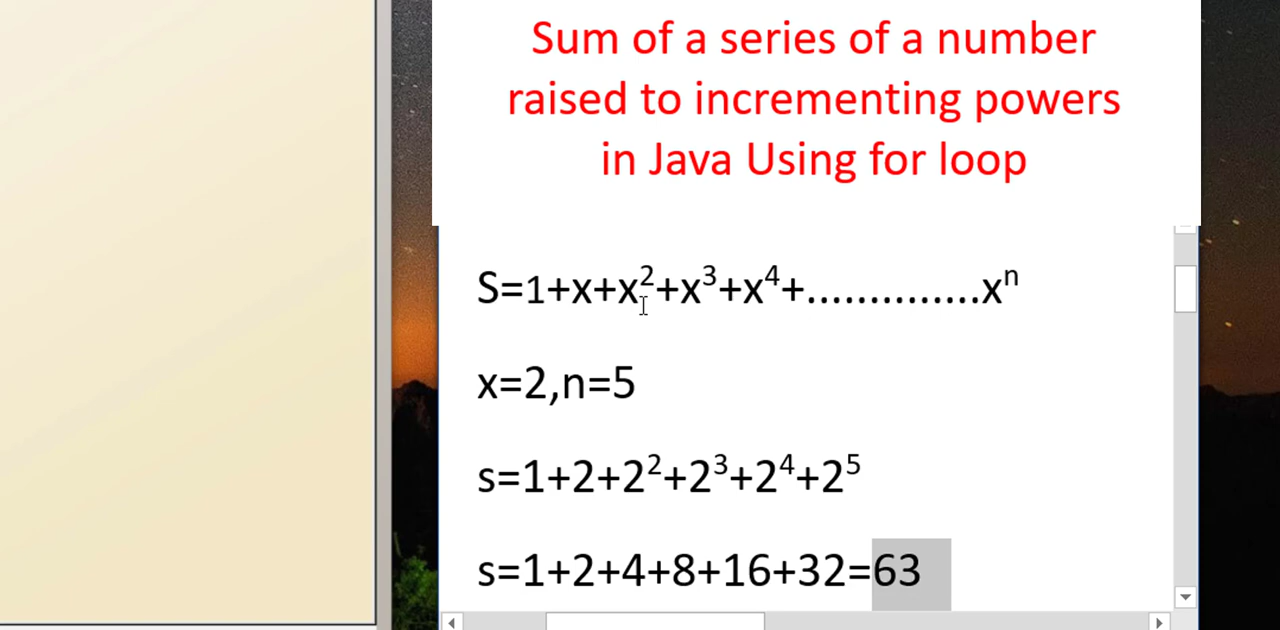 Sum of a series of a number
raised to incrementing powers
in Java Using for loop
S=1+x+x²+x³+x⁴+...............xⁿ
x=2,n=5
s=1+2+2²+2³+2⁴+2⁵
s=1+2+4+8+16+32=63